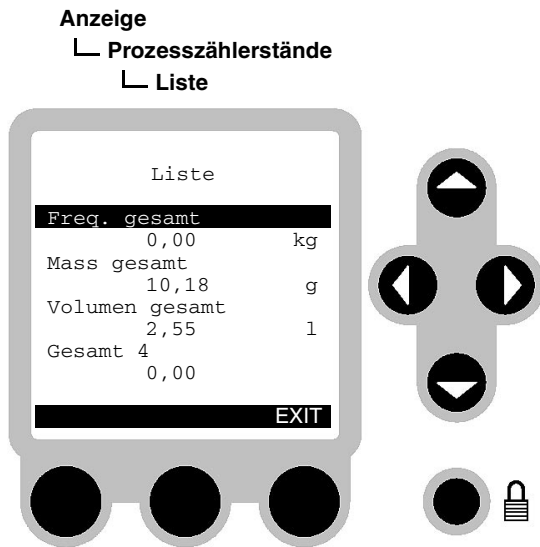 Anzeige
Prozesszählerstände
Liste
Liste
Freq. gesamt
0,00 kg
Mass gesamt
10,18 g
Volumen gesamt
2,55 l
Gesamt 4
0,00
EXIT